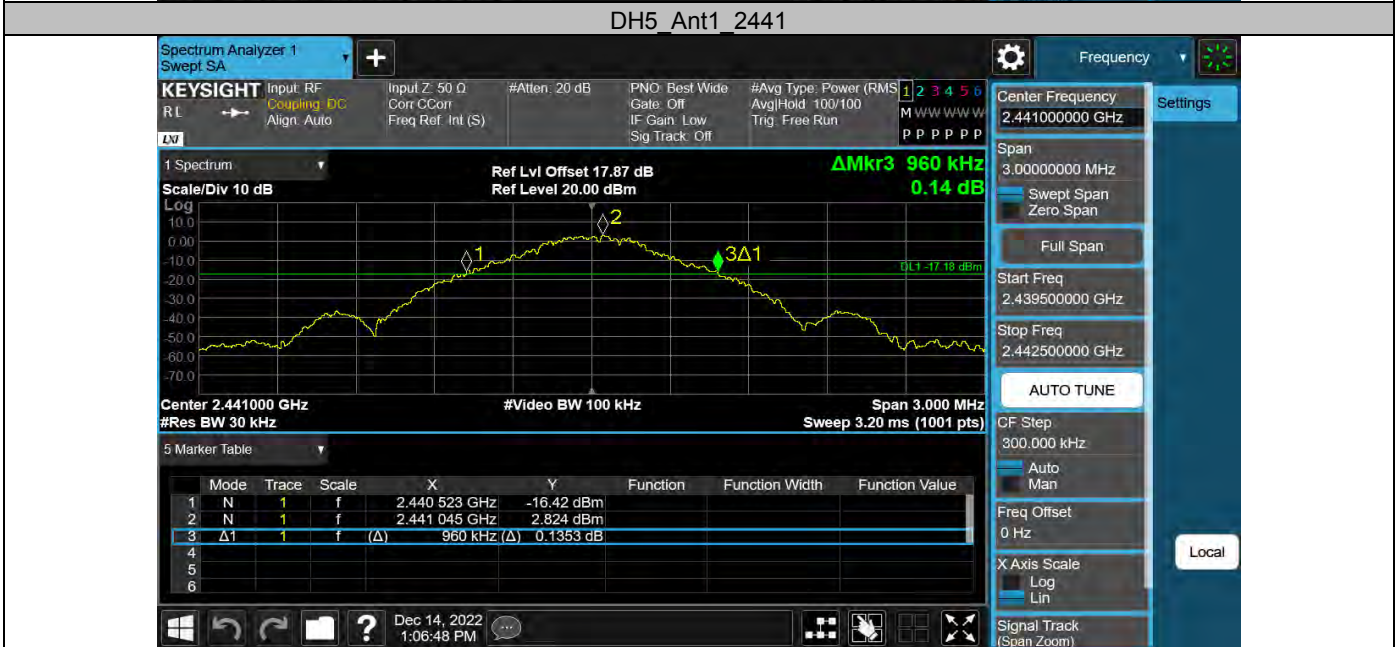 DH5_Ant1_2441
Spectrum Analyzer 1
Swept SA
+
Frequency
KEYSIGHT
RL
LXI
Input: RF
Coupling: DC
Align: Auto
Input Z: 50 Ω
Corr CCorr
Freq Ref: Int (S)
#Atten: 20 dB
PNO: Best Wide
Gate: Off
IF Gain: Low
Sig Track: Off
#Avg Type: Power (RMS
Avg|Hold: 100/100
Trig: Free Run
1 2 3 4 5 6
M W W W W W
P P P P P P
1 Spectrum
Scale/Div 10 dB
Ref Lvl Offset 17.87 dB
Ref Level 20.00 dBm
ΔMkr3 960 kHz
0.14 dB
Log
10.0
0.00
-10.0
-20.0
-30.0
-40.0
-50.0
-60.0
-70.0
1
2
3Δ1
DL1 -17.18 dBm
Center 2.441000 GHz
#Res BW 30 kHz
#Video BW 100 kHz
Span 3.000 MHz
Sweep 3.20 ms (1001 pts)
5 Marker Table
Mode Trace Scale X Y Function Function Width Function Value
1 N 1 f 2.440 523 GHz -16.42 dBm
2 N 1 f 2.441 045 GHz 2.824 dBm
3 Δ1 1 f (Δ) 960 kHz (Δ) 0.1353 dB
4
5
6
?
Dec 14, 2022
1:06:48 PM
Center Frequency
2.441000000 GHz
Settings
Span
3.00000000 MHz
Swept Span
Zero Span
Full Span
Start Freq
2.439500000 GHz
Stop Freq
2.442500000 GHz
AUTO TUNE
CF Step
300.000 kHz
Auto
Man
Freq Offset
0 Hz
X Axis Scale
Log
Lin
Local
Signal Track
(Span Zoom)